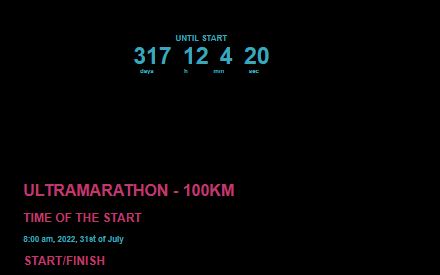 UNTIL START
317 12 4 20
days h min sec
ULTRAMARATHON - 100KM
TIME OF THE START
8:00 am, 2022, 31st of July
START/FINISH